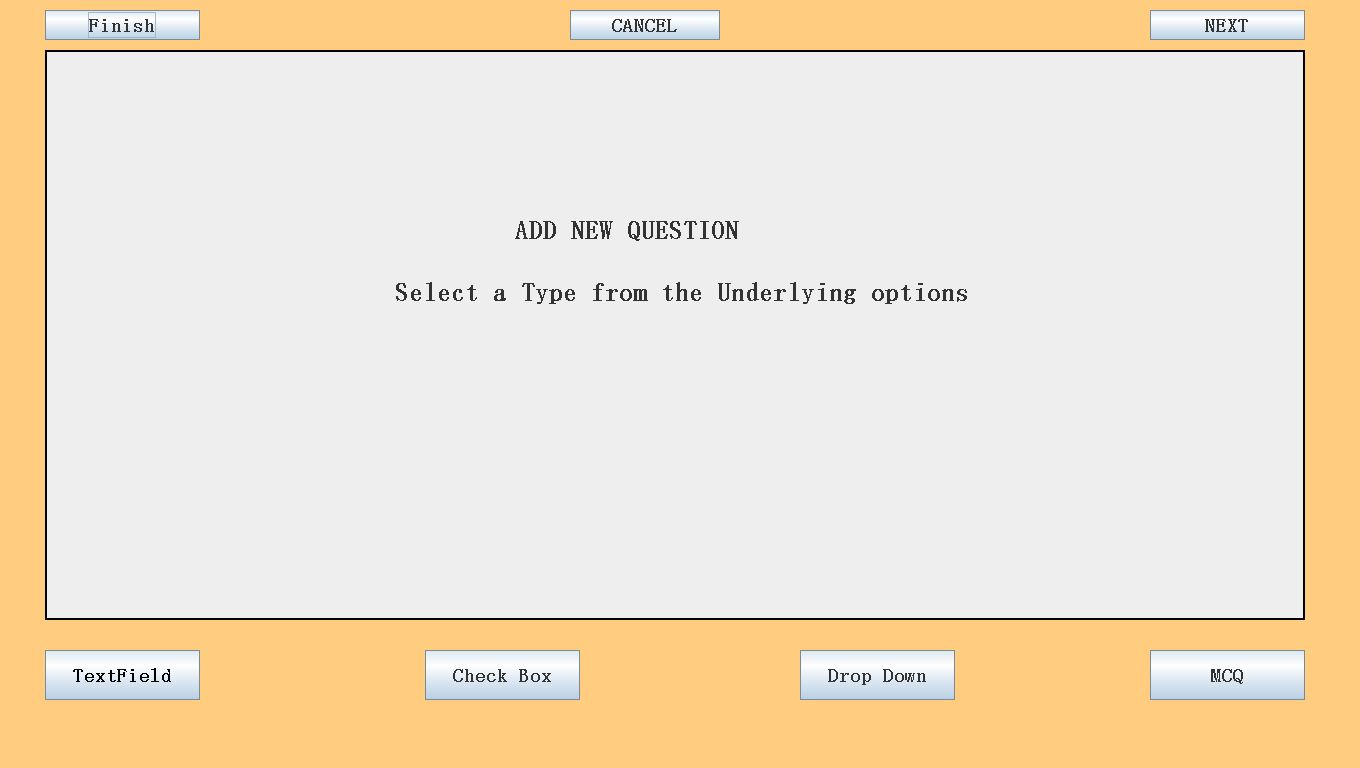 Finish
CANCEL
NEXT
ADD NEW QUESTION
Select a Type from the Underlying options
TextField
Check Box
Drop Down
MCQ